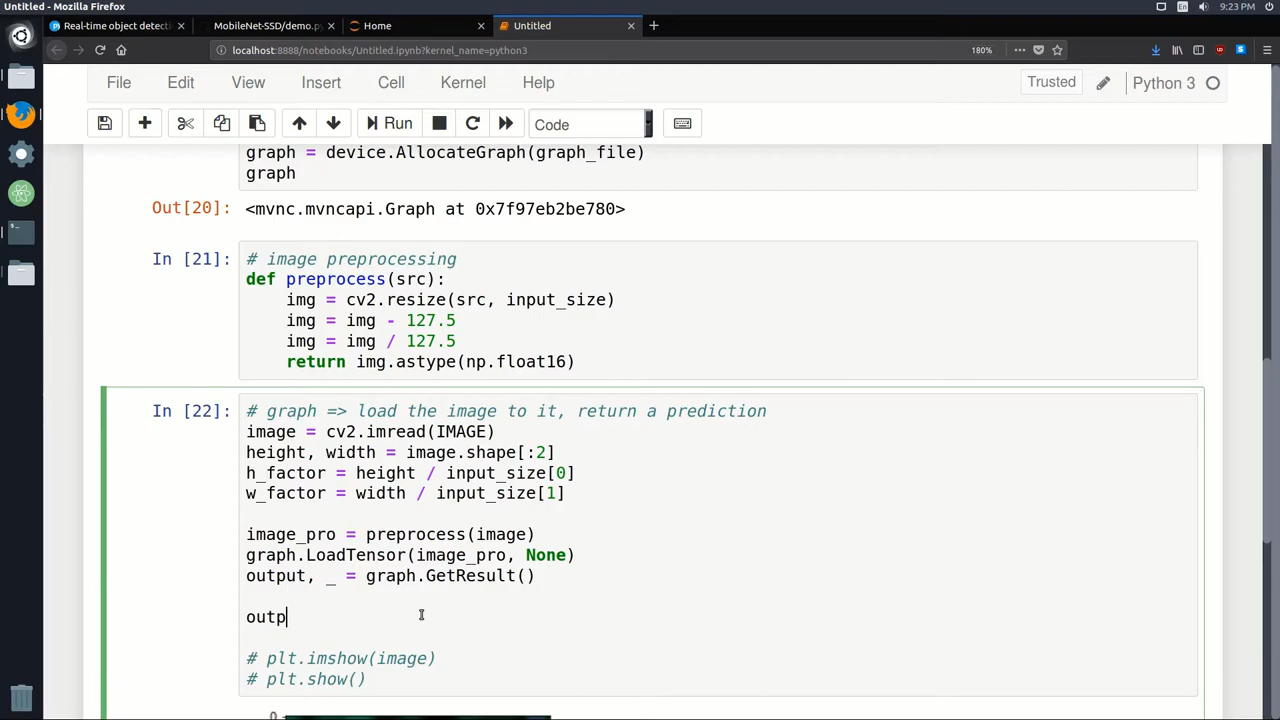 Untitled - Mozilla Firefox
En
9:23 PM
Real-time object detecti
MobileNet-SSD/demo.py
Home
Untitled
localhost:8888/notebooks/Untitled.ipynb?kernel_name=python3
180%
File Edit View Insert Cell Kernel Help
Trusted
Python 3
Run
Code
graph = device.AllocateGraph(graph_file)
graph
Out[20]: <mvnc.mvncapi.Graph at 0x7f97eb2be780>
In [21]: # image preprocessing
def preprocess(src):
    img = cv2.resize(src, input_size)
    img = img - 127.5
    img = img / 127.5
    return img.astype(np.float16)
In [22]: # graph => load the image to it, return a prediction
image = cv2.imread(IMAGE)
height, width = image.shape[:2]
h_factor = height / input_size[0]
w_factor = width / input_size[1]
image_pro = preprocess(image)
graph.LoadTensor(image_pro, None)
output, _ = graph.GetResult()
outp
# plt.imshow(image)
# plt.show()
0